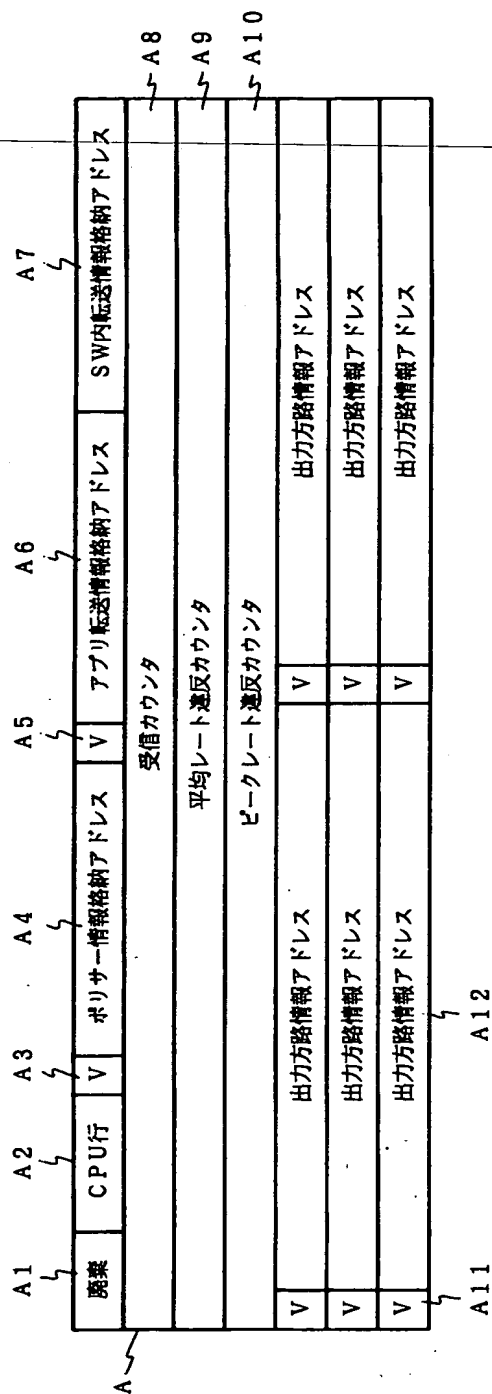 A1 A2 A3 A4 A5 A6 A7
廃棄 CPU行 V ポリサー情報格納アドレス V アプリ転送情報格納アドレス SW内転送情報格納アドレス
受信カウンタ A8
平均レート違反カウンタ A9
ピークレート違反カウンタ A10
V 出力方路情報アドレス V 出力方路情報アドレス
V 出力方路情報アドレス V 出力方路情報アドレス
V 出力方路情報アドレス V 出力方路情報アドレス
A
A11 A12